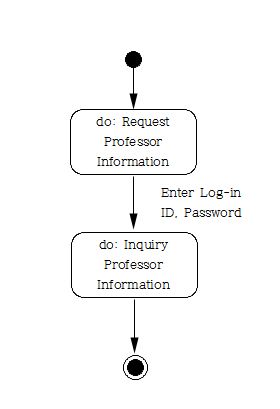 do: Request
Professor
Information
Enter Log-in
ID, Password
do: Inquiry
Professor
Information